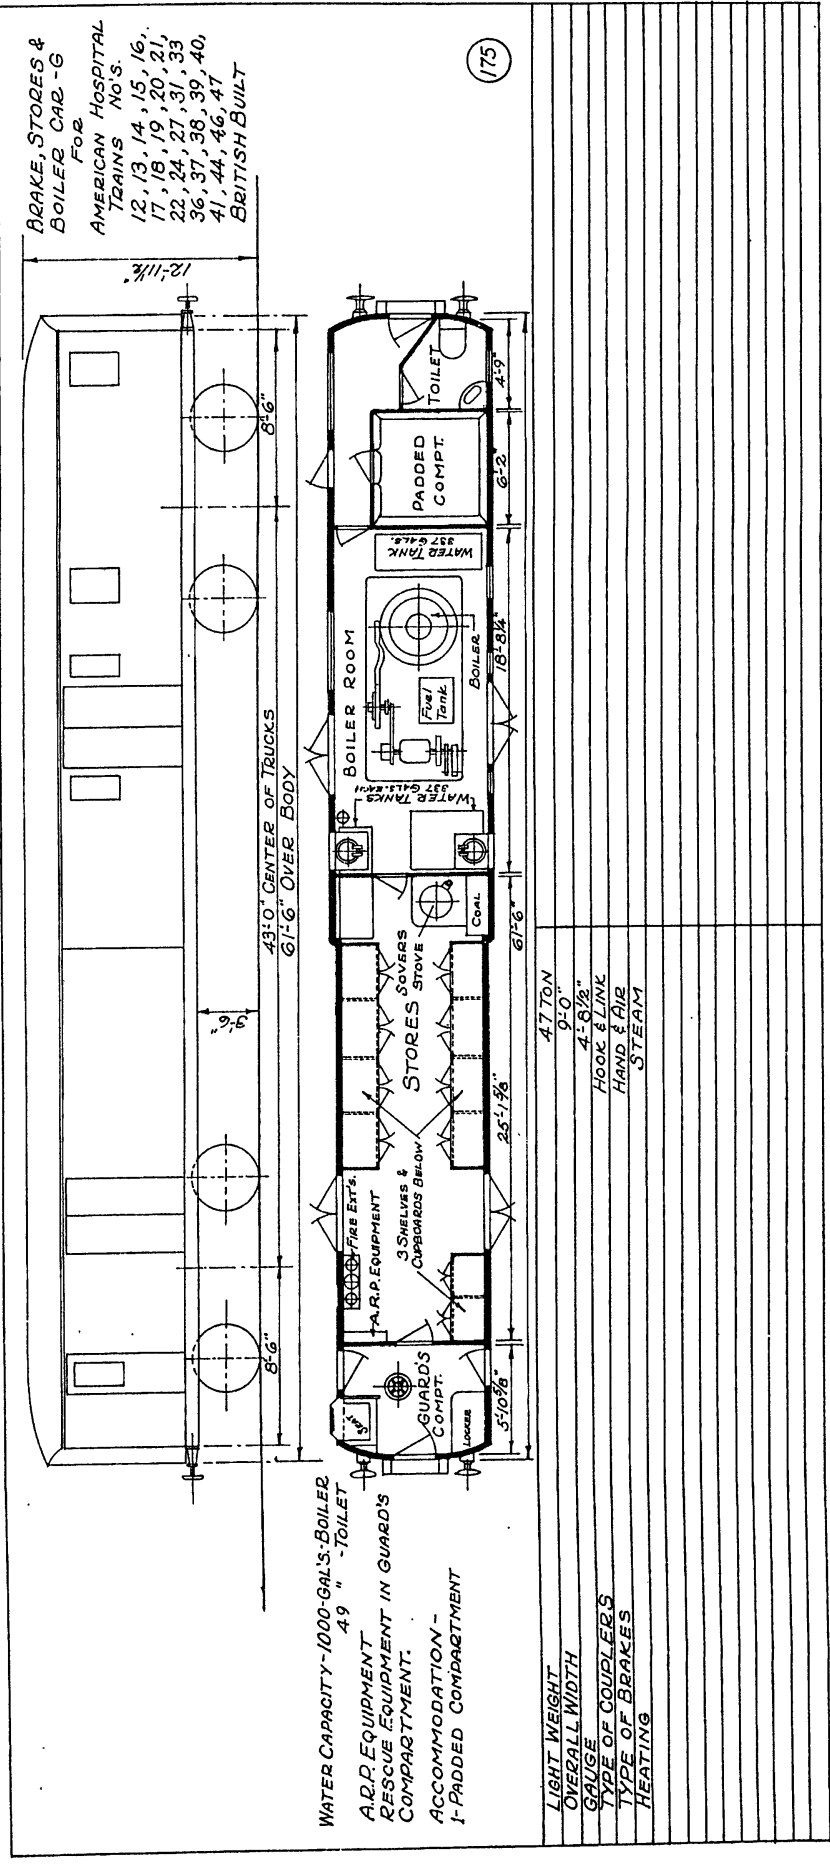 BRAKE, STORES &
BOILER CAR - G
FOR
AMERICAN HOSPITAL
TRAINS NO'S.
12, 13, 14, 15, 16,
17, 18, 19, 20, 21,
22, 24, 27, 31, 33
36, 37, 38, 39, 40,
41, 44, 46, 47
BRITISH BUILT
175
12'-11½"
8'-6"
3'-6"
8'-6"
43'-0" CENTER OF TRUCKS
61'-6" OVER BODY
WATER CAPACITY-1000-GAL'S.-BOILER
49 " -TOILET
A.R.P. EQUIPMENT
RESCUE EQUIPMENT IN GUARD'S
COMPARTMENT.
ACCOMMODATION-
1-PADDED COMPARTMENT
SEAT
GUARD'S
COMPT.
LOCKER
FIRE EXT'S.
A.R.P. EQUIPMENT
3 SHELVES &
CUPBOARDS BELOW
STORES
SOVERS
STOVE
COAL
WATER TANKS
337 GALS. EACH
BOILER ROOM
Fuel
Tank
BOILER
WATER TANK
337 GALS.
PADDED
COMPT.
TOILET
5'-10⅝"
25'-1⅝"
18'-8¼"
6'-2"
4'-9"
61'-6"
LIGHT WEIGHT 47 TON
OVERALL WIDTH 9'-0"
GAUGE 4'-8½"
TYPE OF COUPLERS HOOK & LINK
TYPE OF BRAKES HAND & AIR
HEATING STEAM